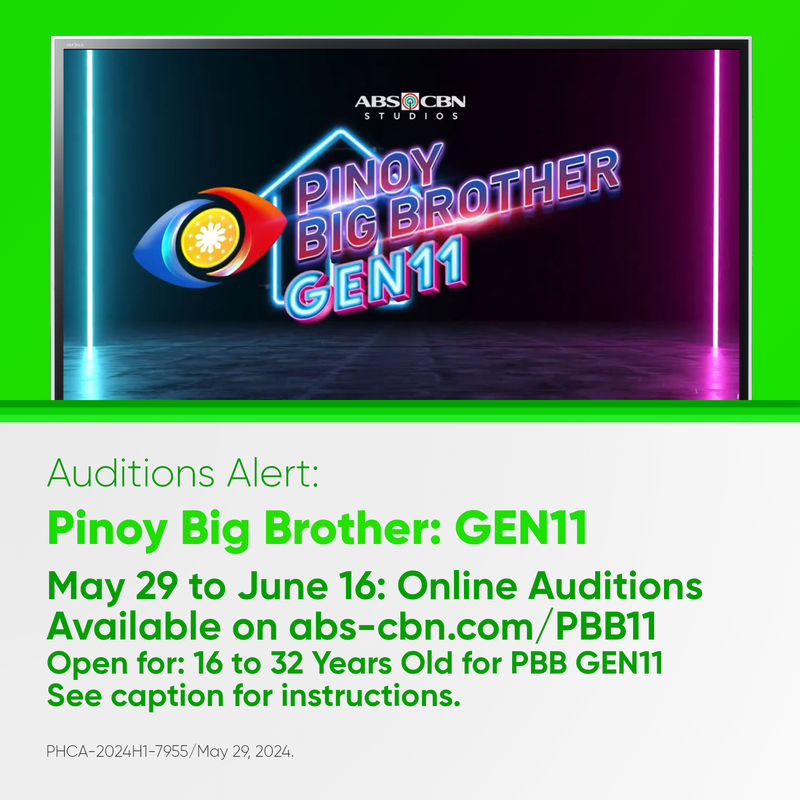 ABS CBN
STUDIOS
PINOY
BIG BROTHER
GEN11
Auditions Alert:
Pinoy Big Brother: GEN11
May 29 to June 16: Online Auditions
Available on abs-cbn.com/PBB11
Open for: 16 to 32 Years Old for PBB GEN11
See caption for instructions.
PHCA-2024H1-7955/May 29, 2024.